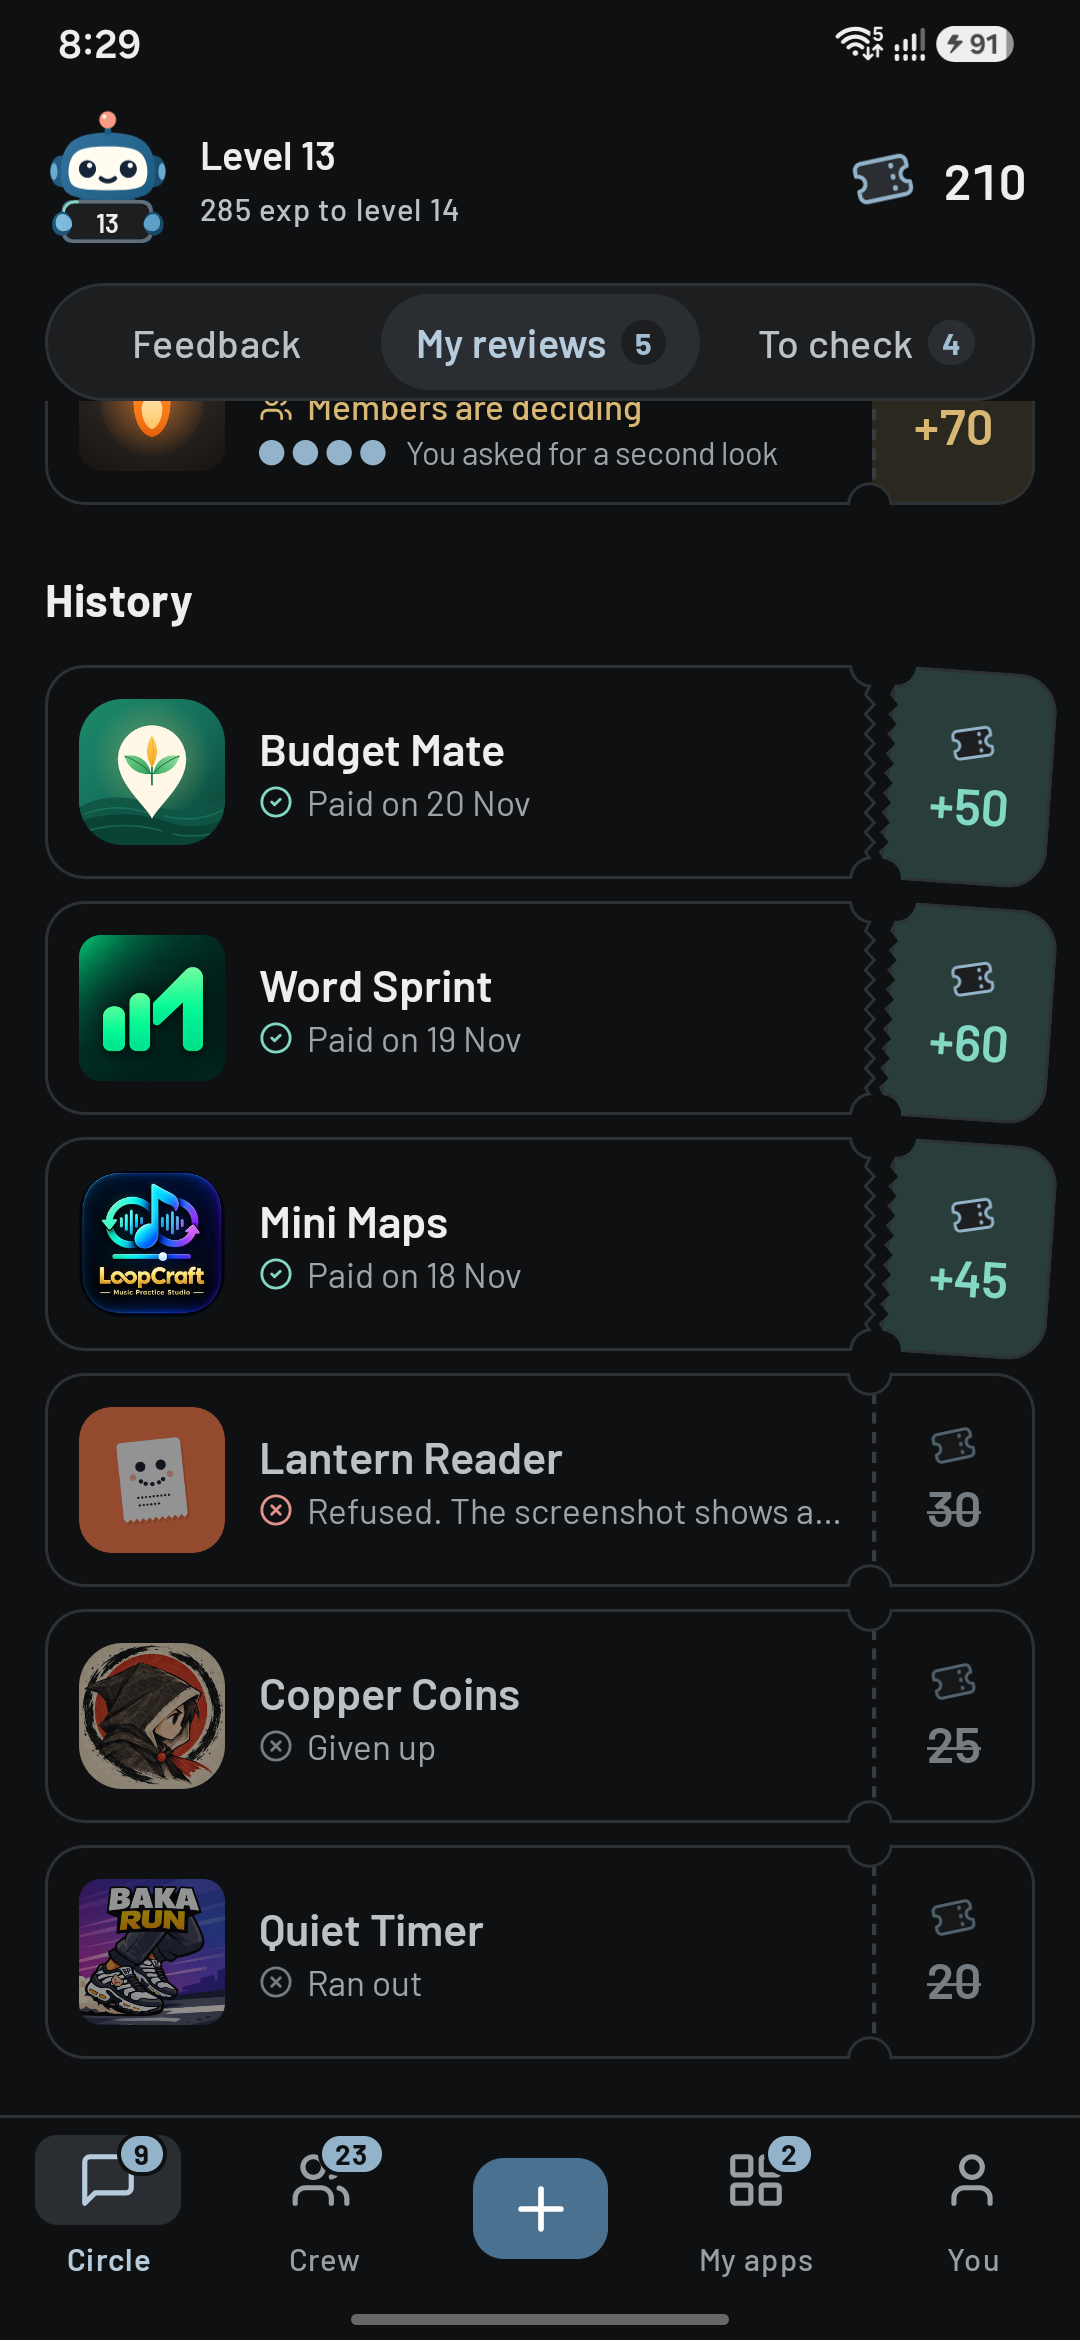 8:29
5
91
13
Level 13
285 exp to level 14
210
Feedback
My reviews 5
To check 4
Members are deciding
You asked for a second look
+70
History
Budget Mate
Paid on 20 Nov
+50
Word Sprint
Paid on 19 Nov
+60
LoopCraft
Music Practice Studio
Mini Maps
Paid on 18 Nov
+45
Lantern Reader
Refused. The screenshot shows a...
30
Copper Coins
Given up
25
BAKA
RUN
Quiet Timer
Ran out
20
9
23
2
Circle
Crew
My apps
You